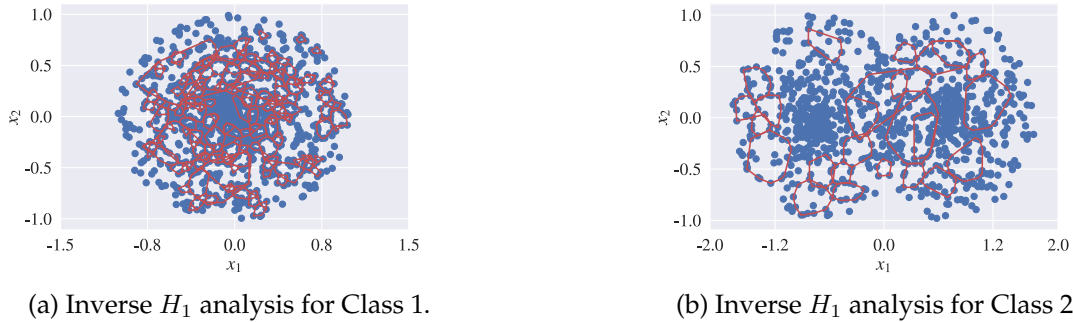 1.0
0.5
x₂
0.0
-0.5
-1.0
-1.5 -0.8 0.0 0.8 1.5
x₁
(a) Inverse H₁ analysis for Class 1.
1.0
0.5
x₂
0.0
-0.5
-1.0
-2.0 -1.2 0.0 1.2 2.0
x₁
(b) Inverse H₁ analysis for Class 2